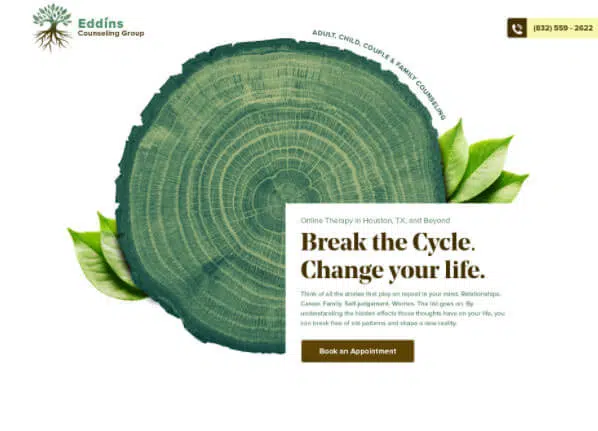 Eddins
Counseling Group
(832) 559 - 2622
ADULT, CHILD, COUPLE & FAMILY COUNSELING
Online Therapy in Houston, TX, and Beyond
Break the Cycle.
Change your life.
Think of all the stories that play on repeat in your mind. Relationships.
Career. Family. Self-judgement. Worries. The list goes on. By
understanding the hidden effects those thoughts have on your life, you
can break free of old patterns and shape a new reality.
Book an Appointment